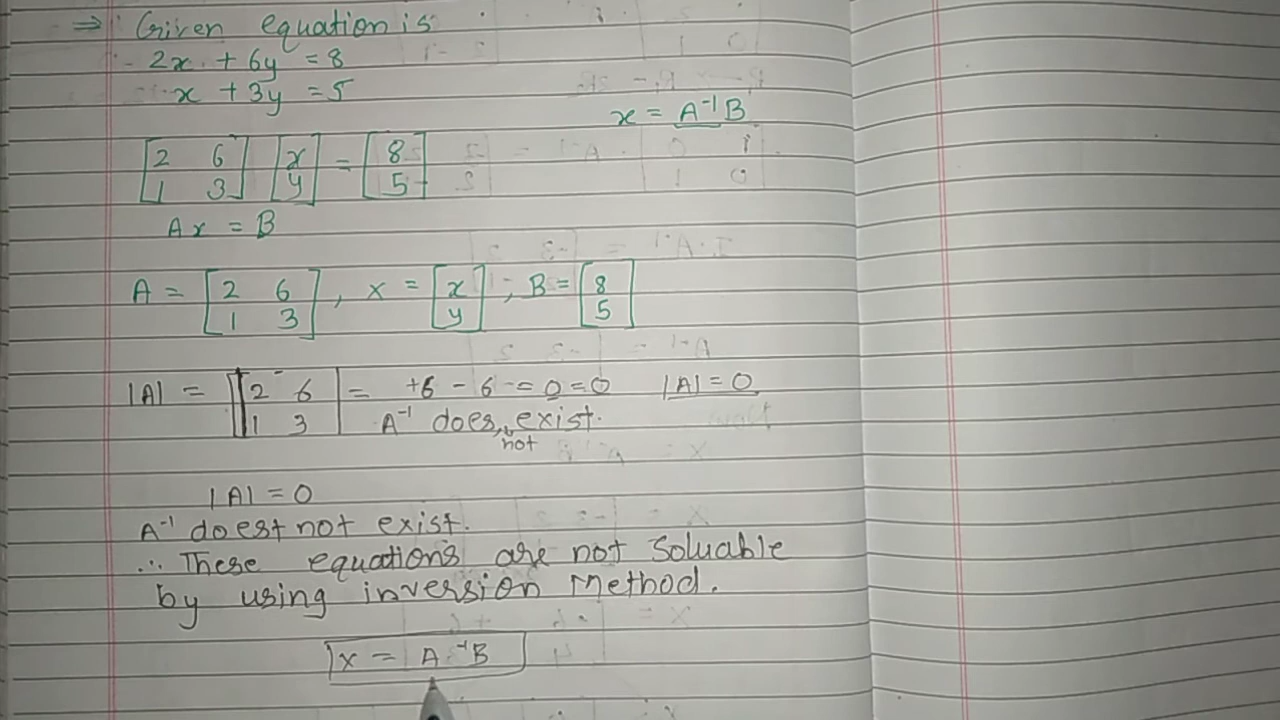 ⇒ Given equation is
2x + 6y = 8
x + 3y = 5
x = A⁻¹B
[2 6] [x] = [8]
[1 3] [y] [5]
Ax = B
A = [2 6], x = [x], B = [8]
[1 3] [y] [5]
|A| = |2 6| = +6 - 6 = 0 = 0 |A| = 0
|1 3| A⁻¹ does not exist.
|A| = 0
A⁻¹ doest not exist.
∴ These equations are not Soluable
by using inversion Method.
x = A⁻¹B